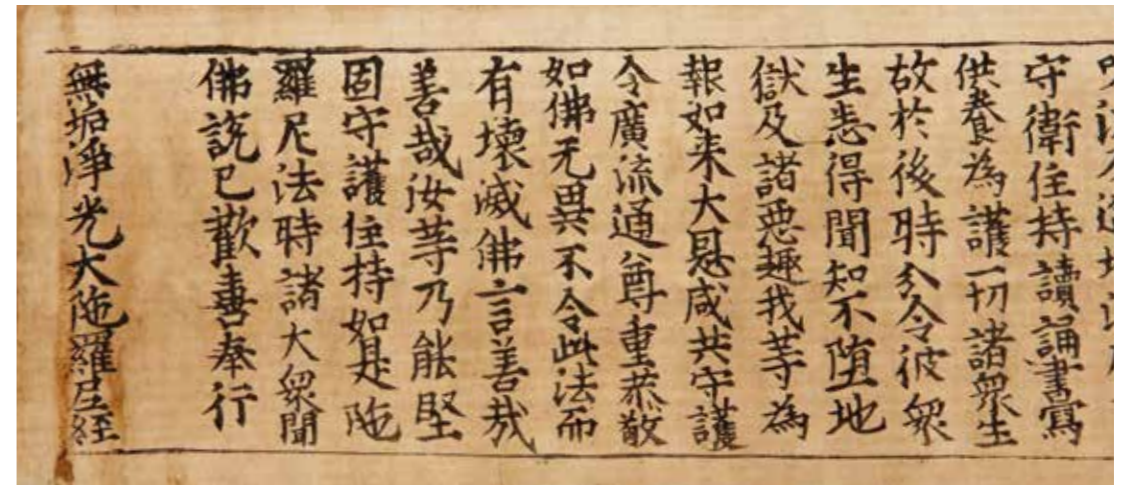 守衛住持讀誦書寫
供養為護一切諸衆生
故於後時分令彼衆
生悉得聞知不堕地
獄及諸惡趣我等為
報如来大恩咸共守護
令廣流通尊重恭敬
如佛无異不令此法而
有壞滅佛言善哉
善哉汝等乃能堅
固守護住持如是陁
羅尼法時諸大衆聞
佛說已歡喜奉行
無垢淨光大陁羅尼経